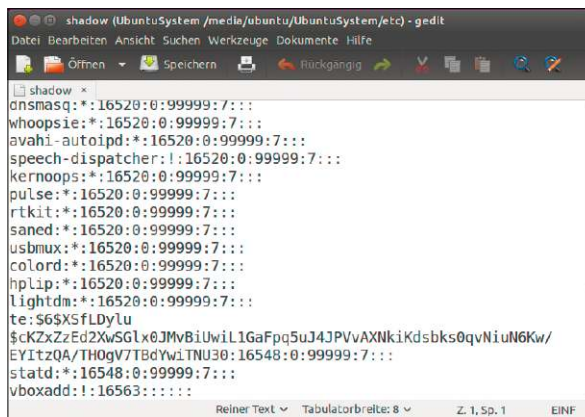 shadow (UbuntuSystem /media/ubuntu/UbuntuSystem/etc) - gedit
Datei Bearbeiten Ansicht Suchen Werkzeuge Dokumente Hilfe
Öffnen Speichern Rückgängig
shadow ×
dnsmasq:*:16520:0:99999:7:::
whoopsie:*:16520:0:99999:7:::
avahi-autoipd:*:16520:0:99999:7:::
speech-dispatcher:!:16520:0:99999:7:::
kernoops:*:16520:0:99999:7:::
pulse:*:16520:0:99999:7:::
rtkit:*:16520:0:99999:7:::
saned:*:16520:0:99999:7:::
usbmux:*:16520:0:99999:7:::
colord:*:16520:0:99999:7:::
hplip:*:16520:0:99999:7:::
lightdm:*:16520:0:99999:7:::
te:$6$XSfLDylu
$cKZxZzEd2XwSGlx0JMvBiUwiL1GaFpq5uJ4JPVvAXNkiKdsbks0qvNiuN6Kw/
EYItzQA/THOgV7TBdYwiTNU30:16548:0:99999:7:::
statd:*:16548:0:99999:7:::
vboxadd:!:16563::::::
Reiner Text Tabulatorbreite: 8 Z. 1, Sp. 1 EINF